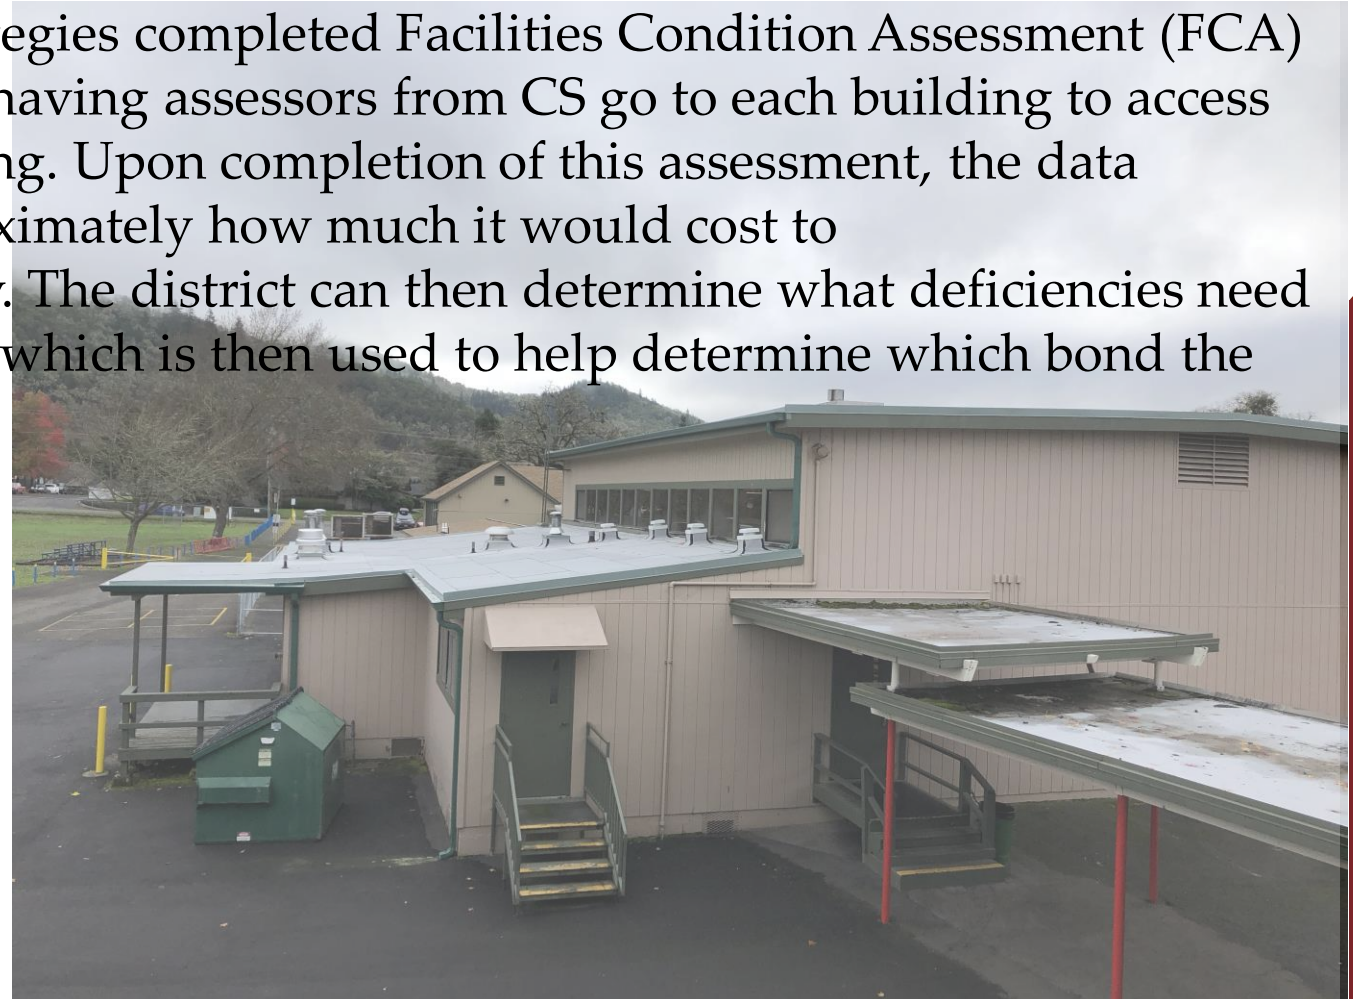 egies completed Facilities Condition Assessment (FCA)
having assessors from CS go to each building to access
ng. Upon completion of this assessment, the data
ximately how much it would cost to
. The district can then determine what deficiencies need
which is then used to help determine which bond the